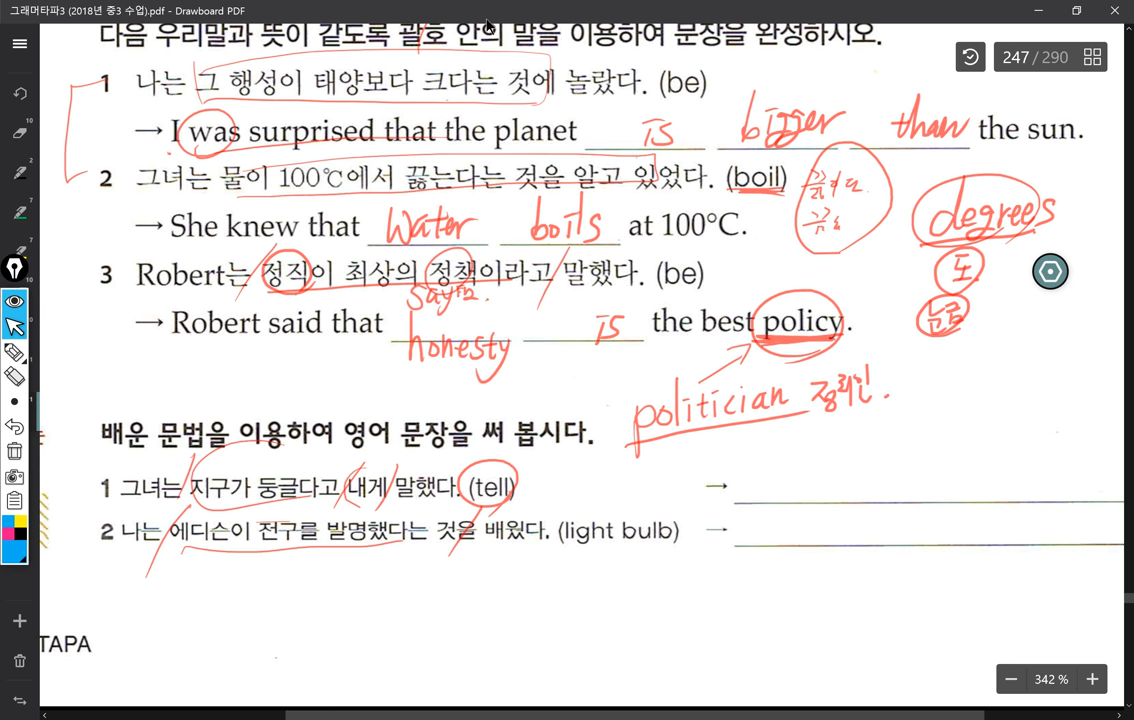 그래머타파3 (2018년 중3 수업).pdf - Drawboard PDF
247 / 290
다음 우리말과 뜻이 같도록 괄호 안의 말을 이용하여 문장을 완성하시오.
1 나는 그 행성이 태양보다 크다는 것에 놀랐다. (be)
→ I was surprised that the planet is bigger than the sun.
2 그녀는 물이 100℃에서 끓는다는 것을 알고 있었다. (boil)
끓이다
끓
→ She knew that water boils at 100°C.
degrees
도
3 Robert는 정직이 최상의 정책이라고 말했다. (be)
say
→ Robert said that honesty is the best policy.
politician 정치인.
배운 문법을 이용하여 영어 문장을 써 봅시다.
1 그녀는 지구가 둥글다고 내게 말했다. (tell) →
2 나는 에디슨이 전구를 발명했다는 것을 배웠다. (light bulb) →
TAPA
342 %